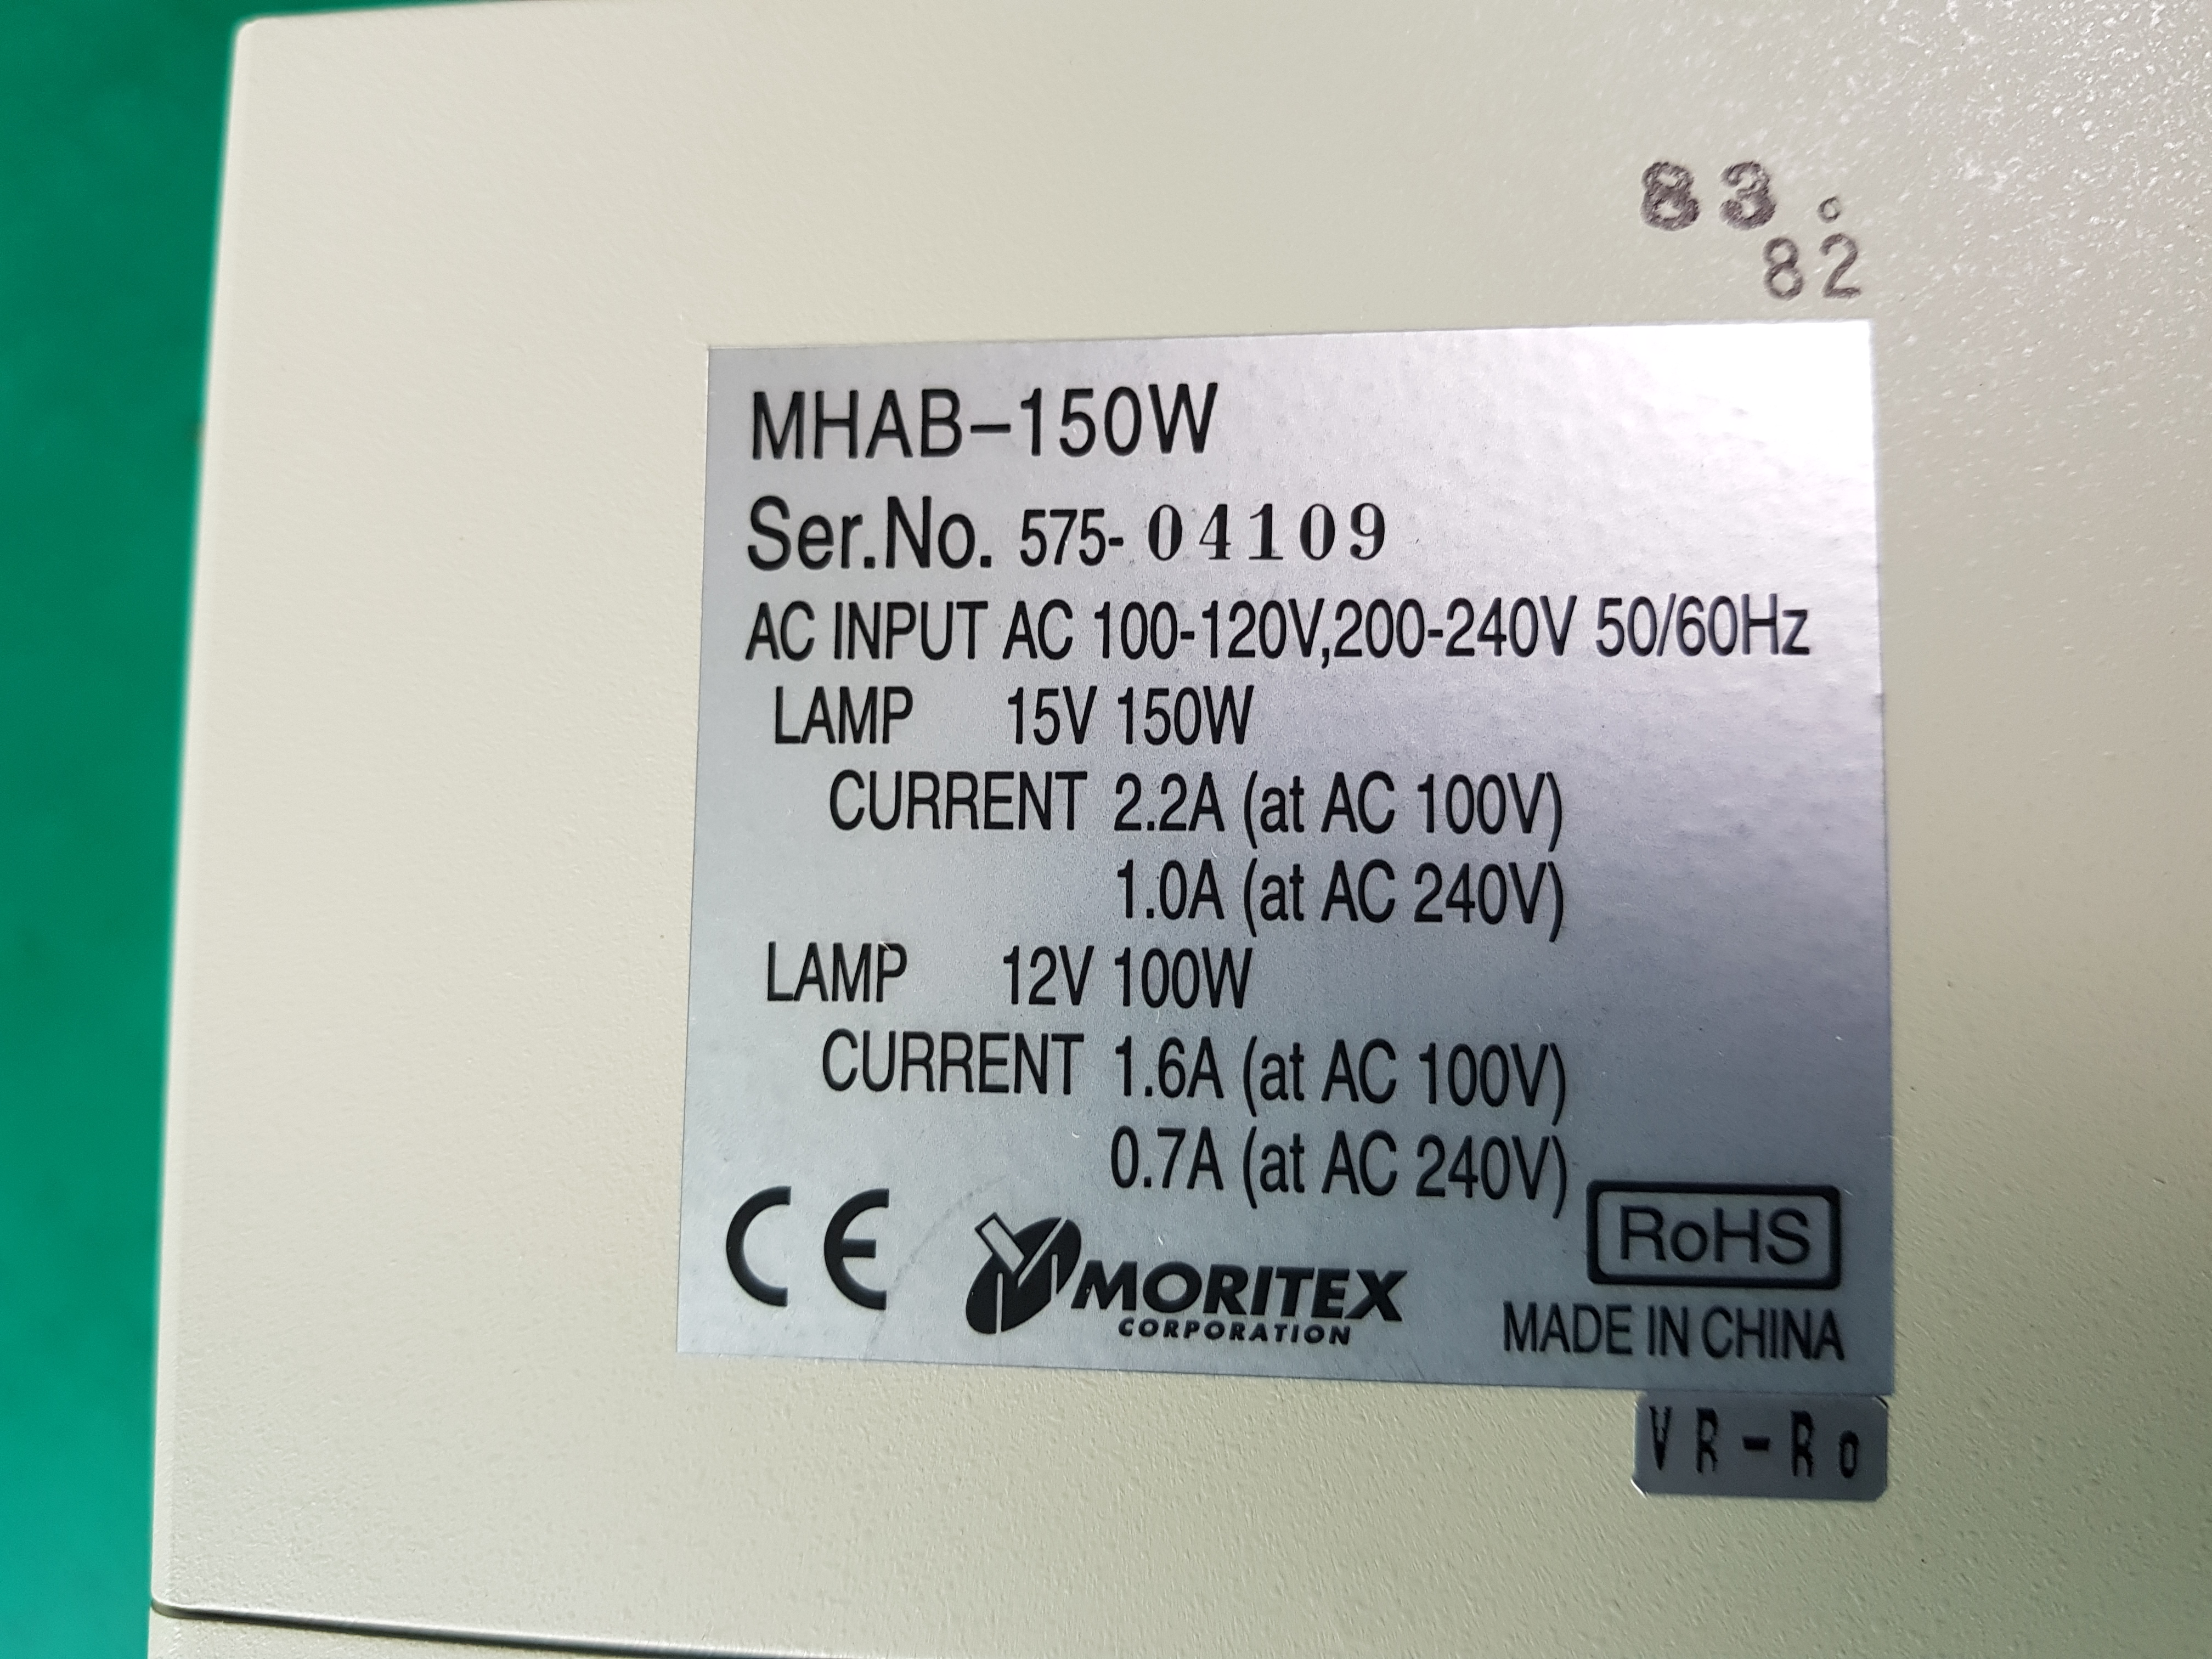 83.
82
MHAB-150W
Ser.No. 575-04109
AC INPUT AC 100-120V,200-240V 50/60Hz
LAMP 15V 150W
CURRENT 2.2A (at AC 100V)
1.0A (at AC 240V)
LAMP 12V 100W
CURRENT 1.6A (at AC 100V)
0.7A (at AC 240V)
CE MORITEX RoHS
CORPORATION MADE IN CHINA
VR-Ro